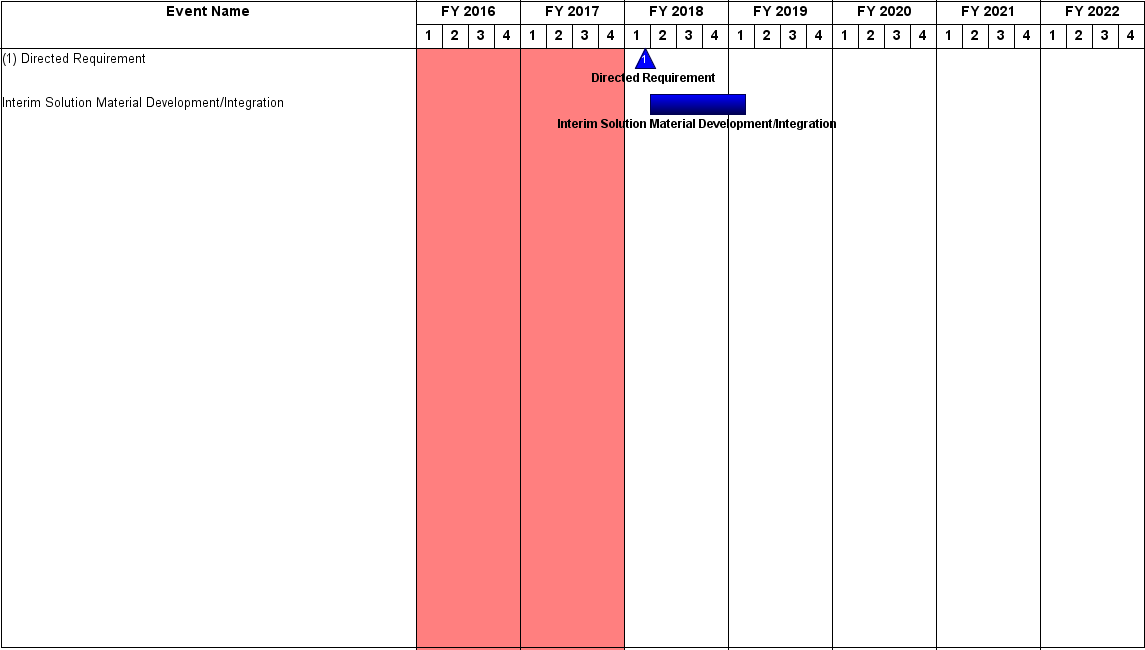 Event Name FY 2016 FY 2017 FY 2018 FY 2019 FY 2020 FY 2021 FY 2022
1 2 3 4 1 2 3 4 1 2 3 4 1 2 3 4 1 2 3 4 1 2 3 4 1 2 3 4
(1) Directed Requirement 1
Directed Requirement
Interim Solution Material Development/Integration
Interim Solution Material Development/Integration